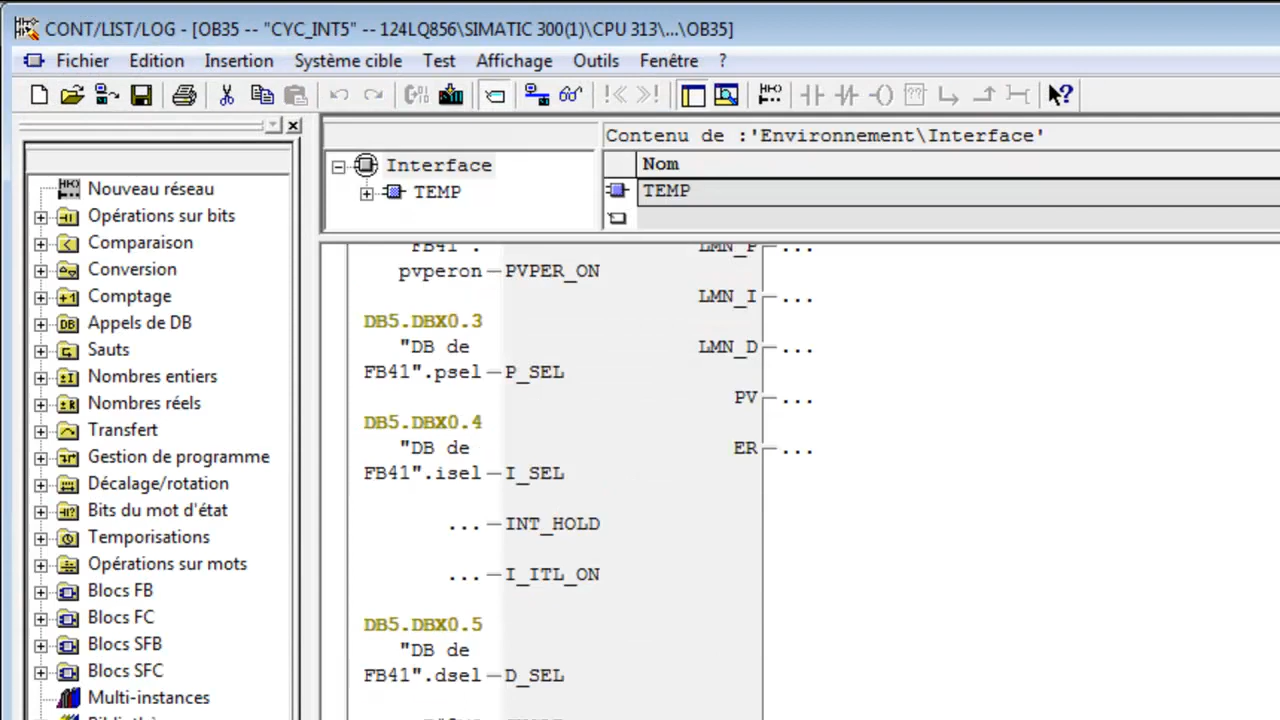 CONT/LIST/LOG - [OB35 -- "CYC_INT5" -- 124LQ856\SIMATIC 300(1)\CPU 313\...\OB35]
Fichier Edition Insertion Système cible Test Affichage Outils Fenêtre ?
Contenu de :'Environnement\Interface'
Interface
TEMP
Nom
TEMP
Nouveau réseau
Opérations sur bits
Comparaison
Conversion
Comptage
Appels de DB
Sauts
Nombres entiers
Nombres réels
Transfert
Gestion de programme
Décalage/rotation
Bits du mot d'état
Temporisations
Opérations sur mots
Blocs FB
Blocs FC
Blocs SFB
Blocs SFC
Multi-instances
FB41".
pvperon PVPER_ON
DB5.DBX0.3
"DB de
FB41".psel P_SEL
DB5.DBX0.4
"DB de
FB41".isel I_SEL
... INT_HOLD
... I_ITL_ON
DB5.DBX0.5
"DB de
FB41".dsel D_SEL
LMN_P ...
LMN_I ...
LMN_D ...
PV ...
ER ...